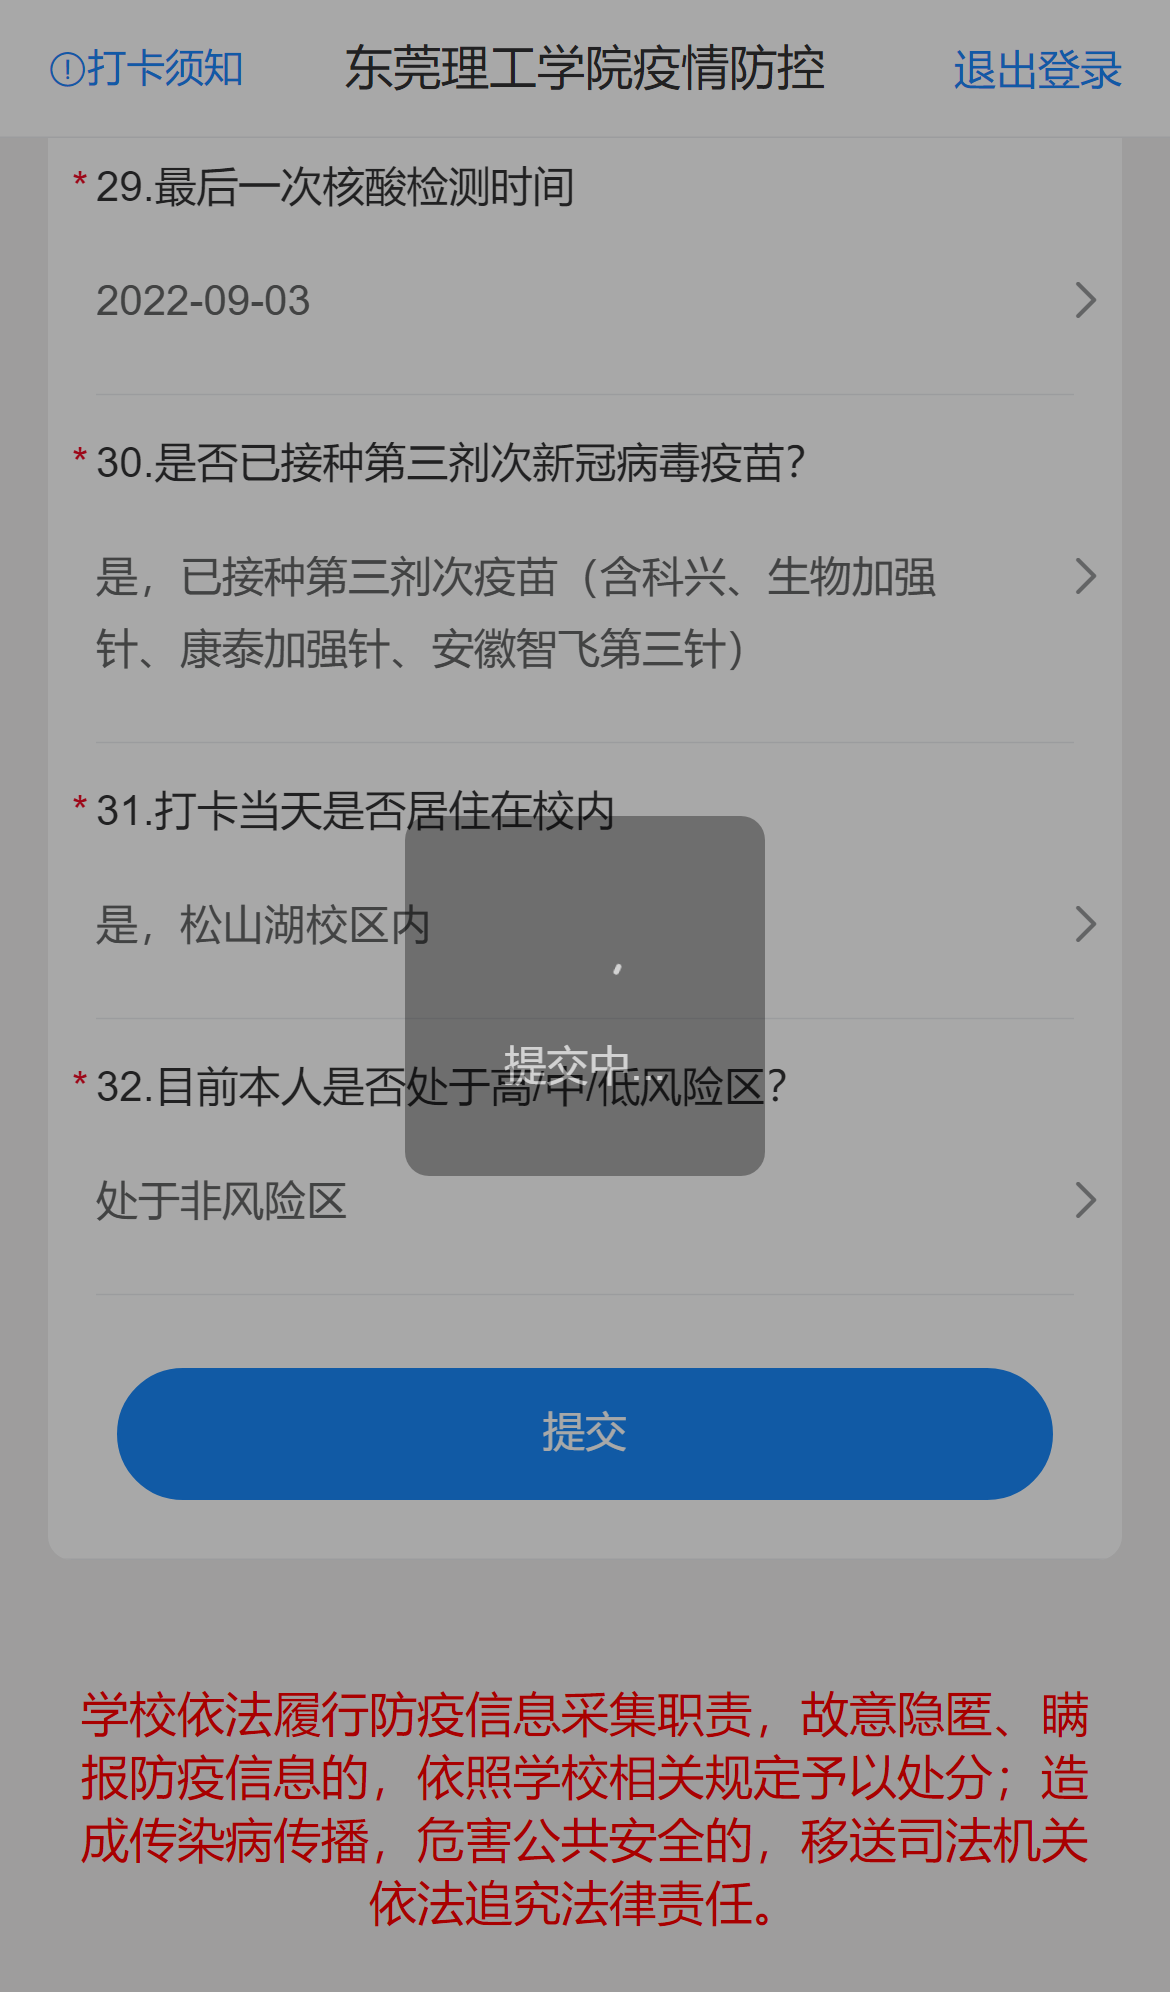 打卡须知 东莞理工学院疫情防控 退出登录
* 29.最后一次核酸检测时间
2022-09-03
* 30.是否已接种第三剂次新冠病毒疫苗?
是，已接种第三剂次疫苗（含科兴、生物加强
针、康泰加强针、安徽智飞第三针）
* 31.打卡当天是否居住在校内
是，松山湖校区内
提交中...
* 32.目前本人是否处于高/中/低风险区?
处于非风险区
提交
学校依法履行防疫信息采集职责，故意隐匿、瞒
报防疫信息的，依照学校相关规定予以处分；造
成传染病传播，危害公共安全的，移送司法机关
依法追究法律责任。